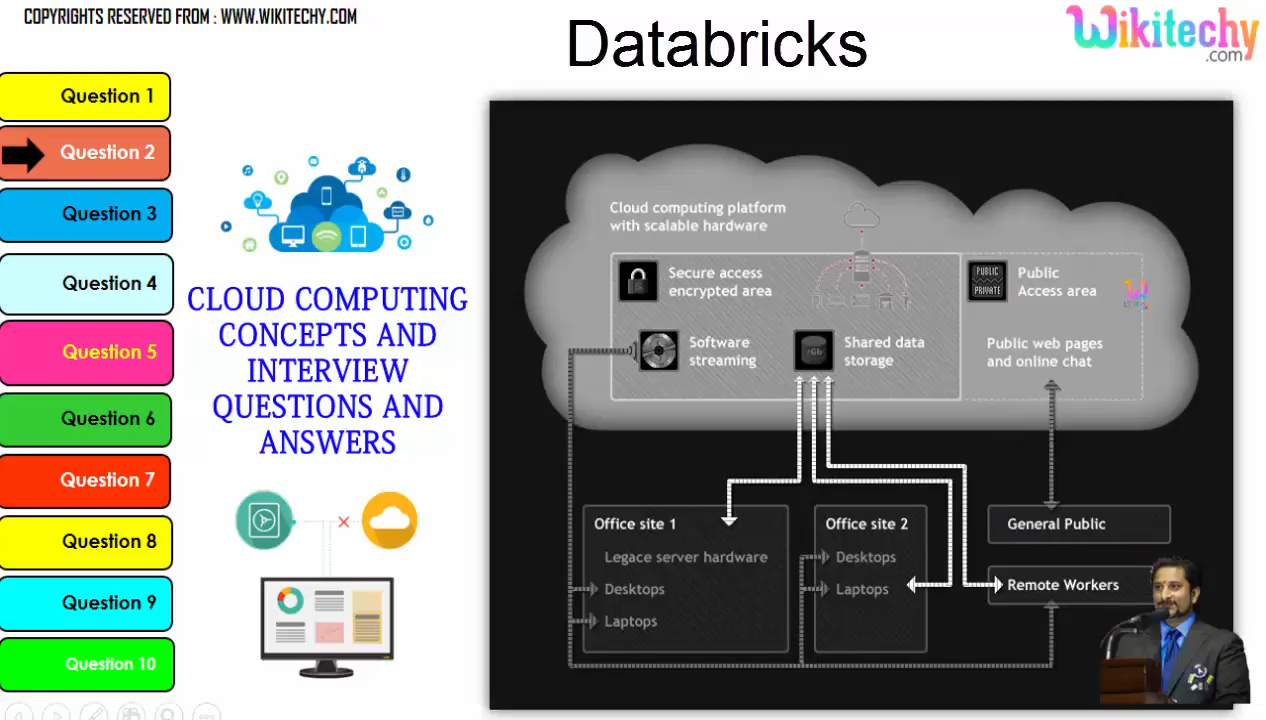 COPYRIGHTS RESERVED FROM : WWW.WIKITECHY.COM
Databricks
Wikitechy
.com
Question 1
Question 2
Question 3
Question 4
Question 5
Question 6
Question 7
Question 8
Question 9
Question 10
CLOUD COMPUTING
CONCEPTS AND
INTERVIEW
QUESTIONS AND
ANSWERS
Cloud computing platform
with scalable hardware
Secure access
encrypted area
PUBLIC
PRIVATE
Public
Access area
Software
streaming
Shared data
storage
Public web pages
and online chat
Office site 1
Legace server hardware
Desktops
Laptops
Office site 2
Desktops
Laptops
General Public
Remote Workers